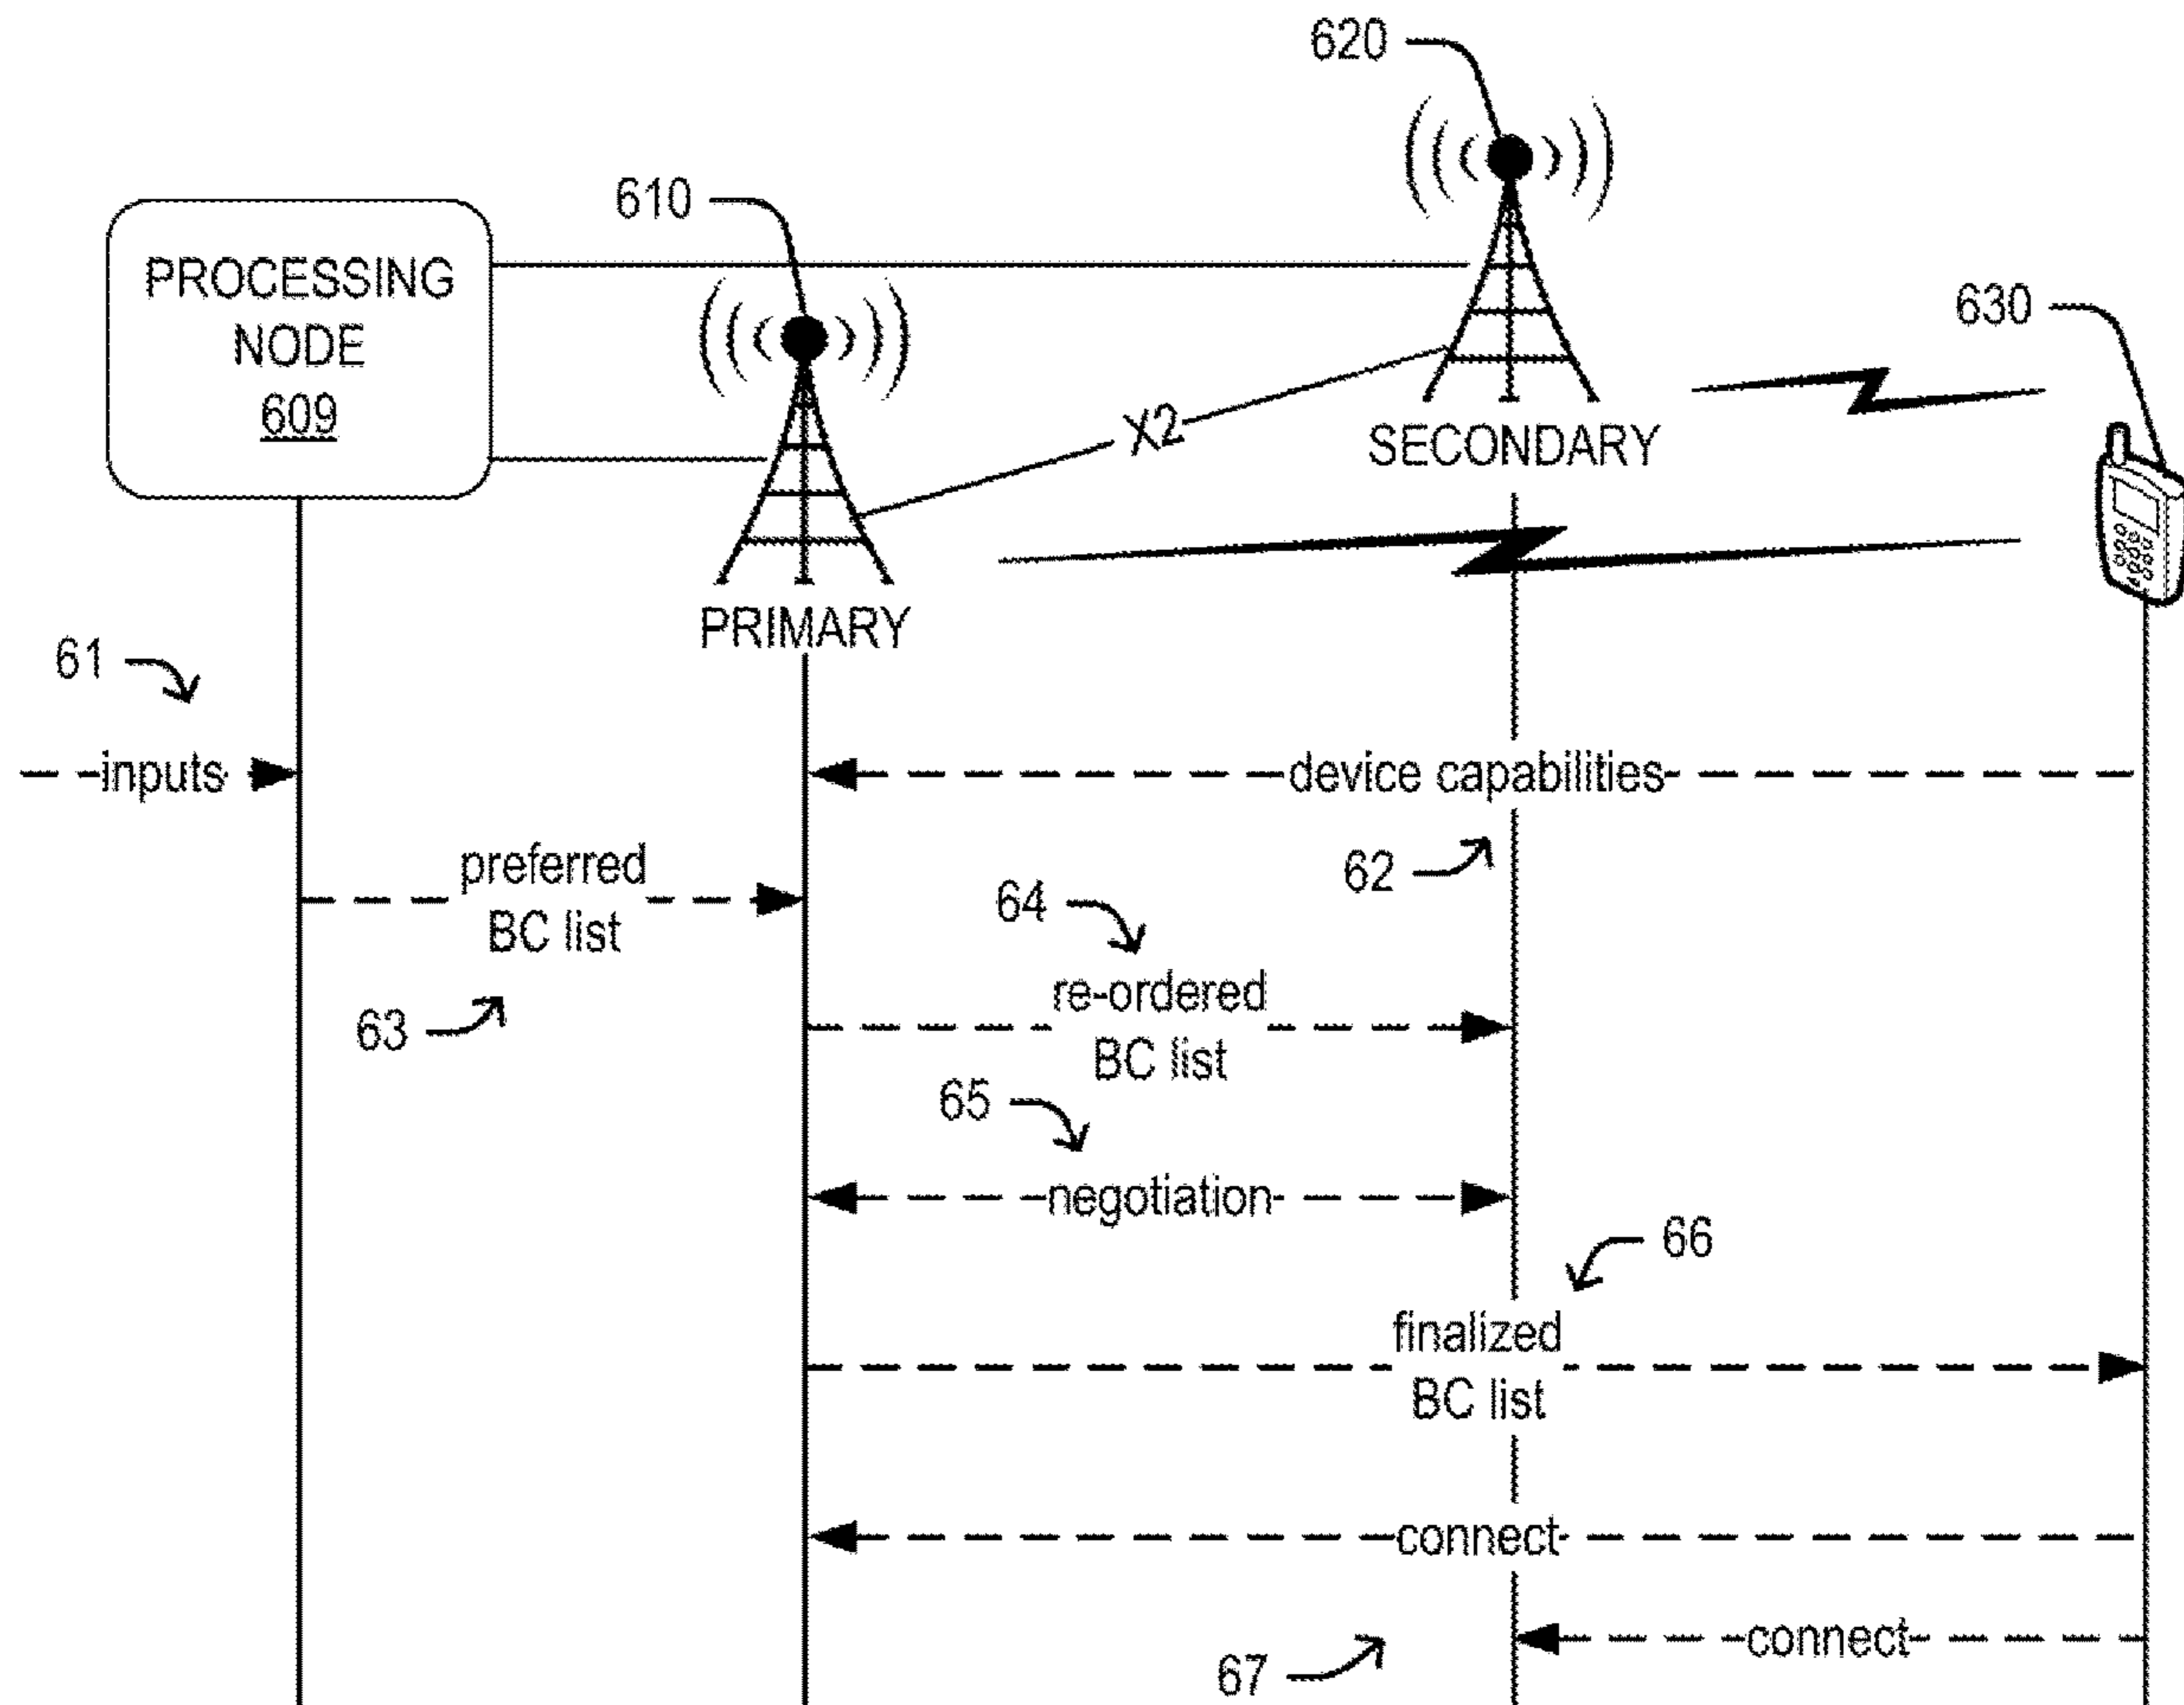 620
610
PROCESSING
NODE
609
630
X2
SECONDARY
PRIMARY
61
inputs
device capabilities
preferred
BC list
62
64
63
re-ordered
BC list
65
negotiation
66
finalized
BC list
connect
connect
67